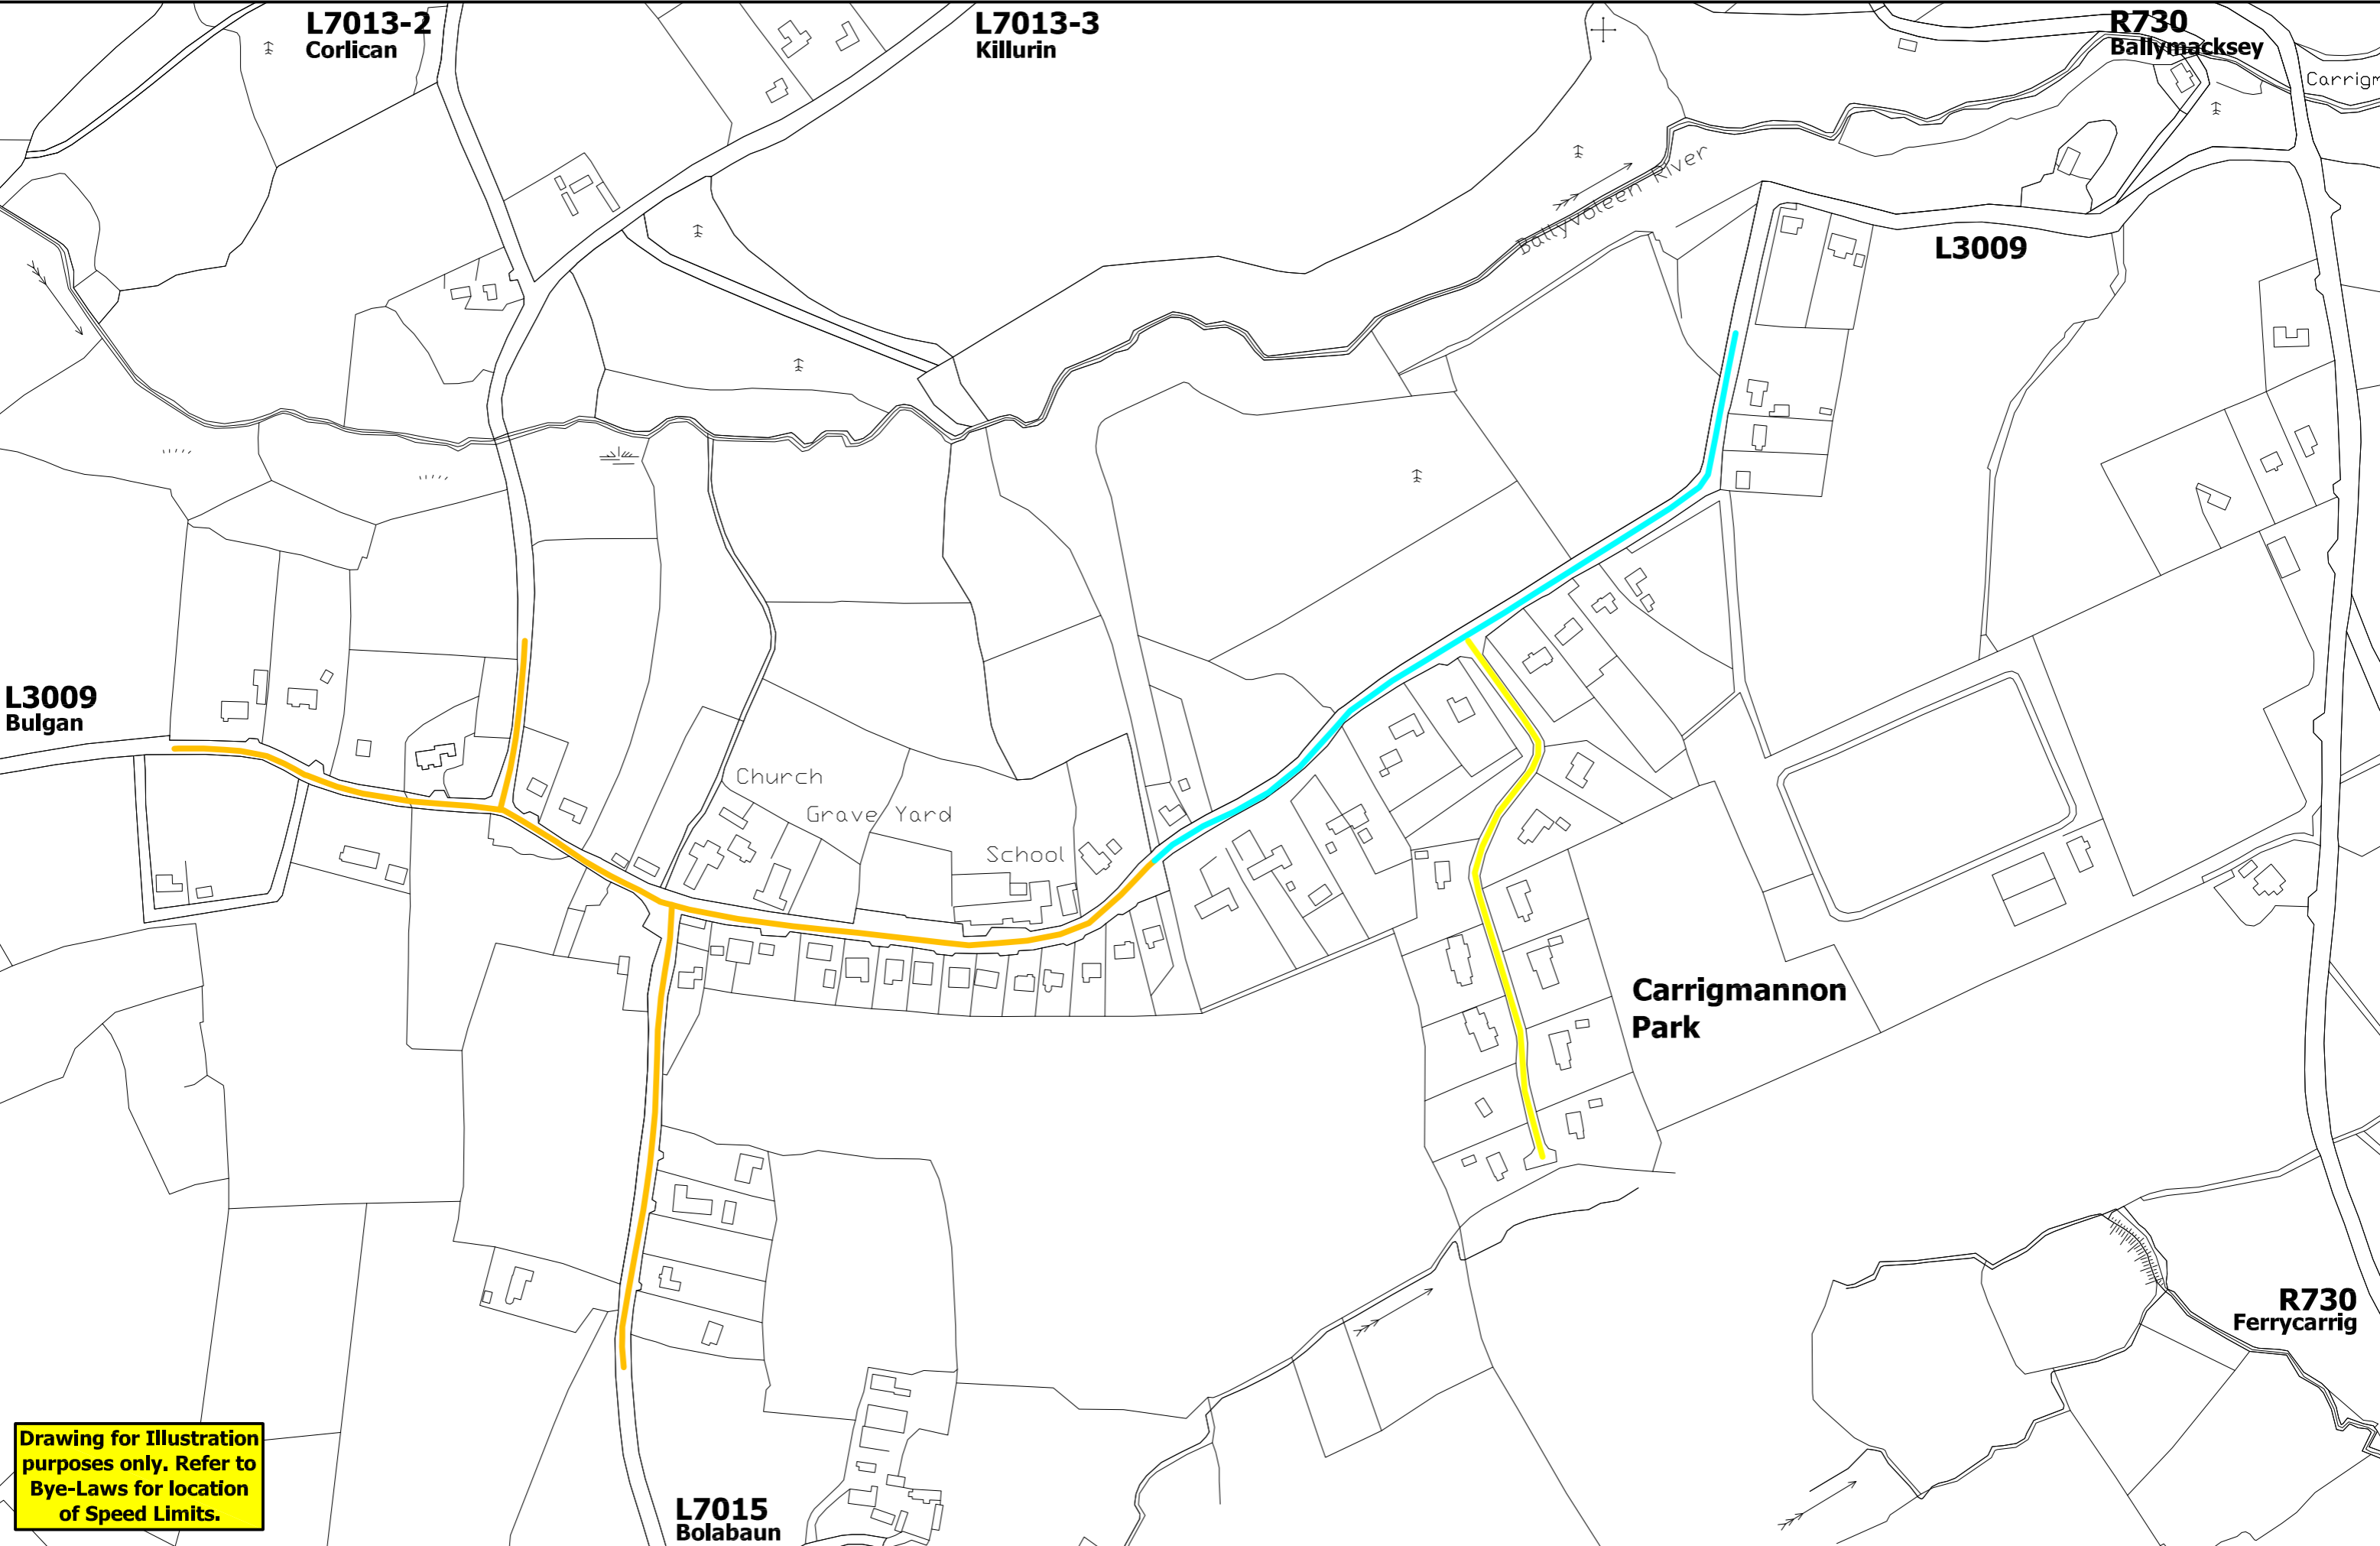 L7013-2
Corlican
L7013-3
Killurin
R730
Ballymacksey
Ballyvoleen River
L3009
L3009
Bulgan
Church
Grave Yard
School
Carrigmannon
Park
R730
Ferrycarrig
L7015
Bolabaun
Drawing for Illustration
purposes only. Refer to
Bye-Laws for location
of Speed Limits.